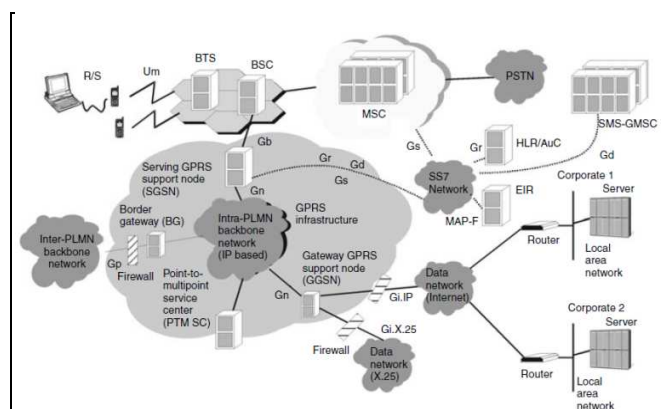 R/S
Um
BTS
BSC
MSC
PSTN
SMS-GMSC
Gb
Gs
Gr
HLR/AuC
Gd
Serving GPRS
support node
(SGSN)
Gr
Gd
Gs
Gn
SS7
Network
EIR
MAP-F
Corporate 1
Server
Router
Local
area
network
Border
gateway (BG)
Intra-PLMN
backbone
network
(IP based)
GPRS
infrastructure
Inter-PLMN
backbone
network
Gp
Firewall
Point-to-
multipoint
service
center
(PTM SC)
Gateway GPRS
support node
(GGSN)
Gn
Gi.IP
Data
network
(Internet)
Gi.X.25
Firewall
Data
network
(X.25)
Corporate 2
Server
Router
Local
area
network